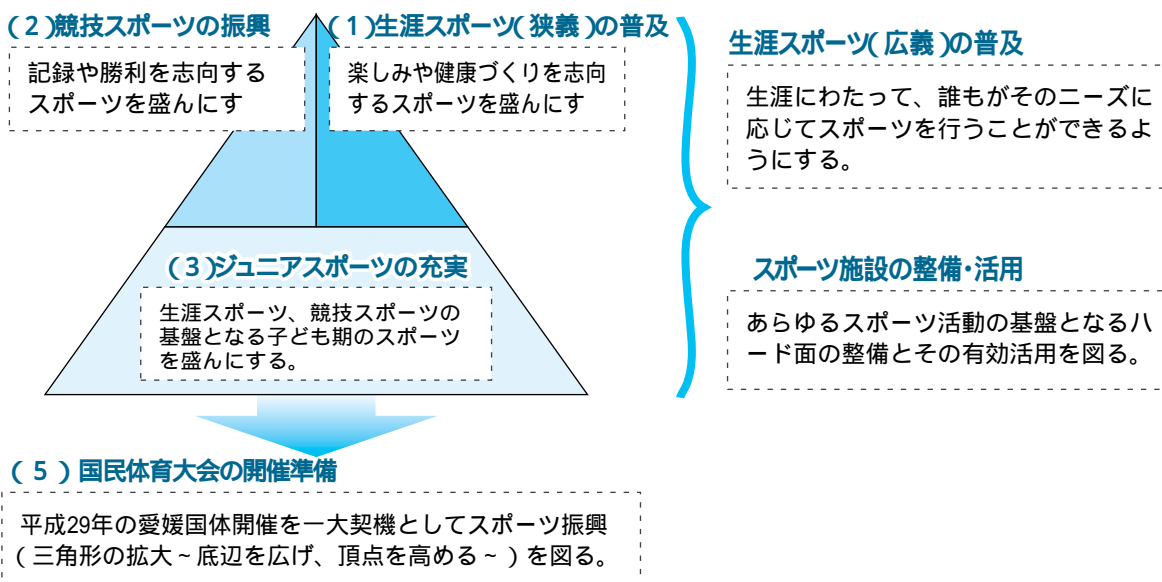 (2)競技スポーツの振興
記録や勝利を志向する
スポーツを盛んにす
(1)生涯スポーツ(狭義)の普及
楽しみや健康づくりを志向
するスポーツを盛んにす
(3)ジュニアスポーツの充実
生涯スポーツ、競技スポーツの
基盤となる子ども期のスポーツ
を盛んにする。
生涯スポーツ(広義)の普及
生涯にわたって、誰もがそのニーズに
応じてスポーツを行うことができるよ
うにする。
スポーツ施設の整備・活用
あらゆるスポーツ活動の基盤となるハ
ード面の整備とその有効活用を図る。
(5)国民体育大会の開催準備
平成29年の愛媛国体開催を一大契機としてスポーツ振興
(三角形の拡大~底辺を広げ、頂点を高める~)を図る。